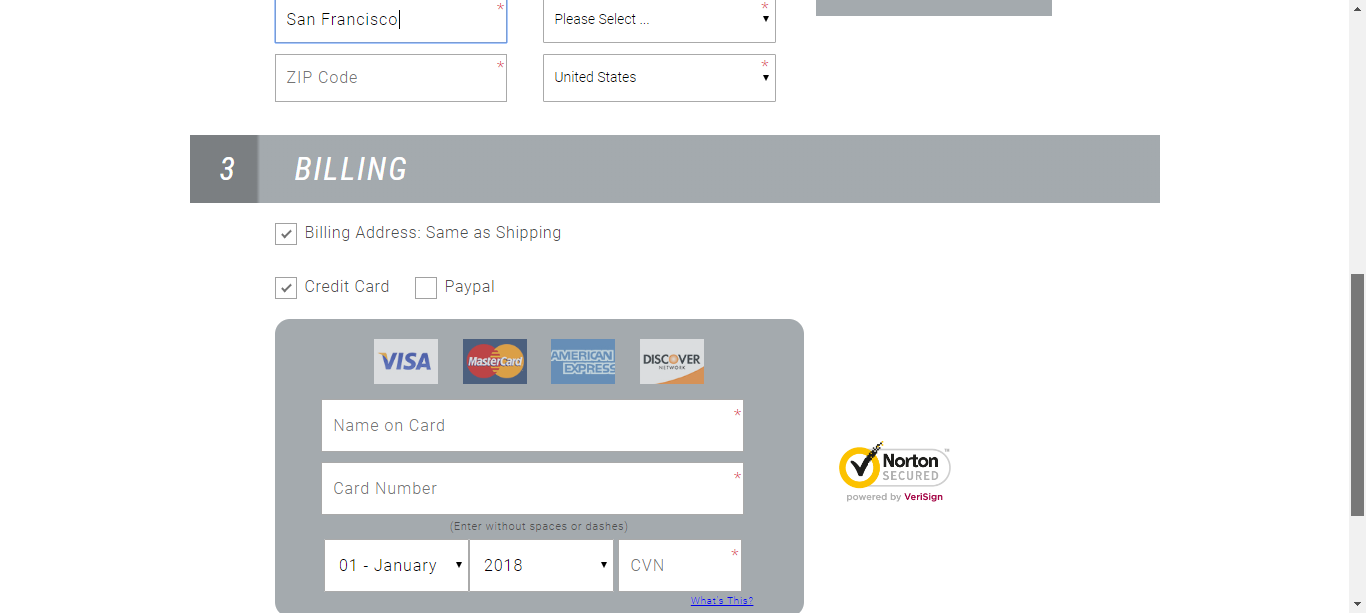 San Francisco *
Please Select ... *
ZIP Code *
United States *
3 BILLING
Billing Address: Same as Shipping
Credit Card Paypal
VISA MasterCard AMERICAN EXPRESS DISCOVER NETWORK
Name on Card *
Card Number *
(Enter without spaces or dashes)
01 - January 2018 CVN *
What's This?
Norton™
SECURED
powered by VeriSign